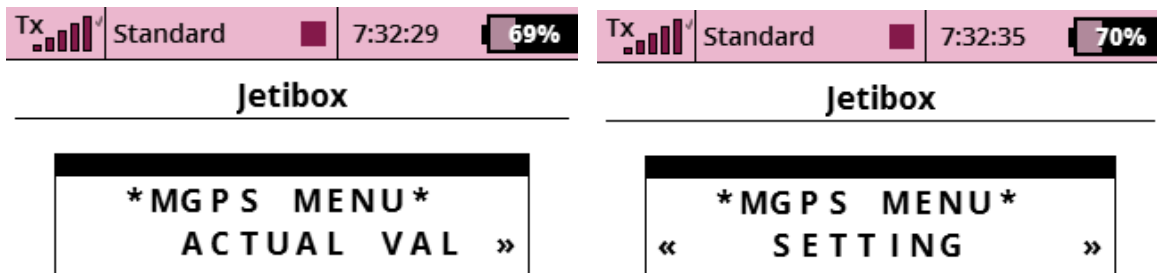 Tx Standard 7:32:29 69%
Jetibox
*MGPS MENU*
ACTUAL VAL »
Tx Standard 7:32:35 70%
Jetibox
*MGPS MENU*
« SETTING »